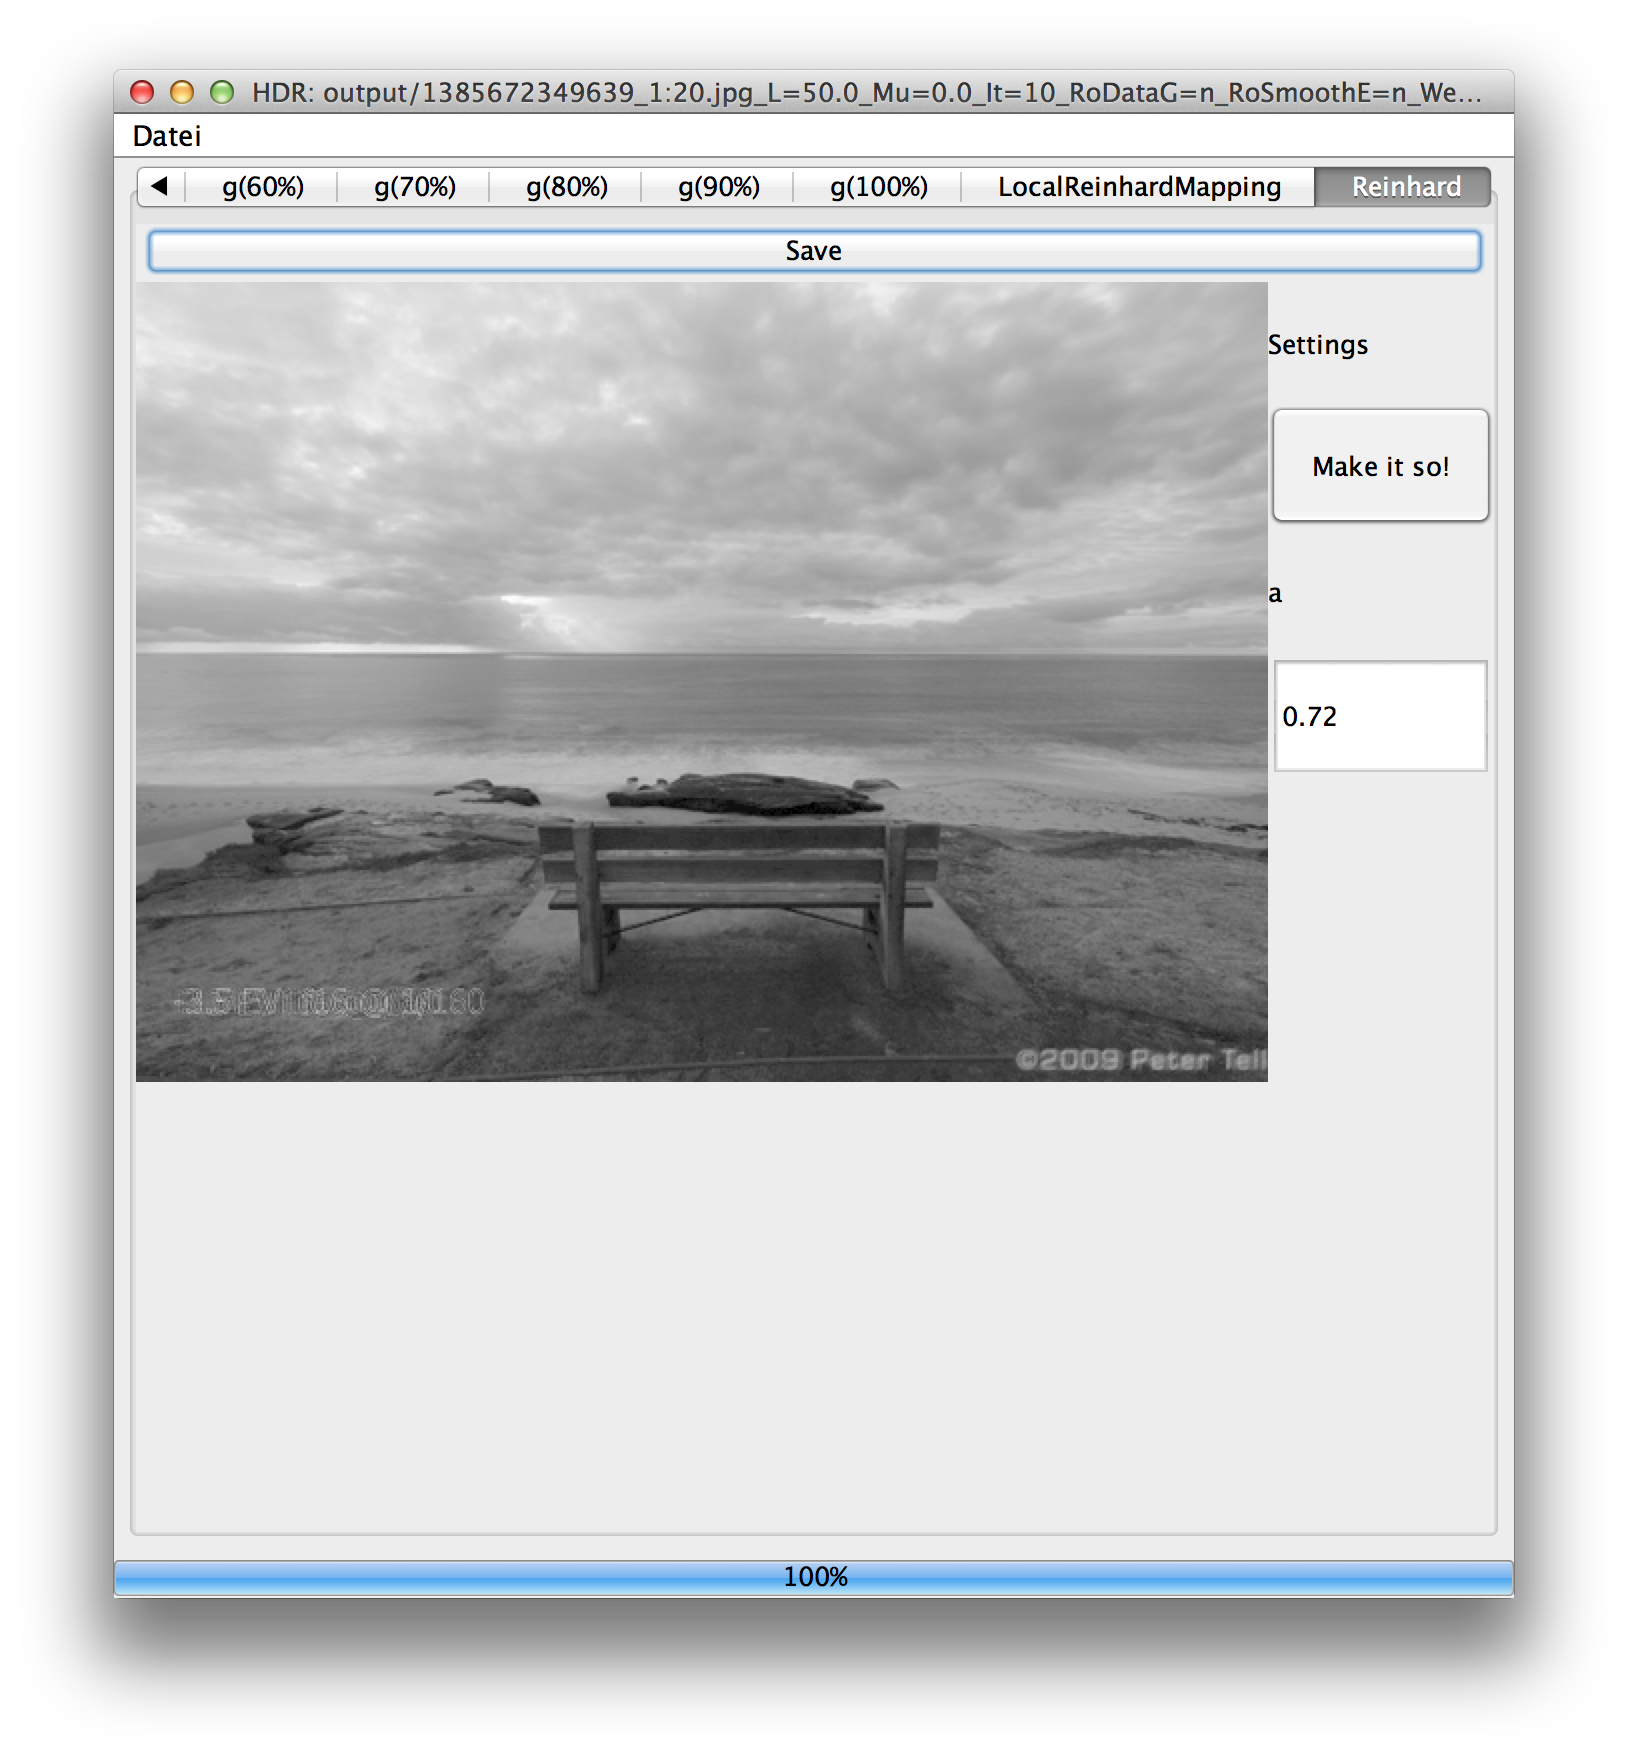 HDR: output/1385672349639_1:20.jpg_L=50.0_Mu=0.0_It=10_RoDataG=n_RoSmoothE=n_We...
Datei
g(60%) g(70%) g(80%) g(90%) g(100%) LocalReinhardMapping Reinhard
Save
Settings
Make it so!
a
0.72
©2009 Peter Tell
100%